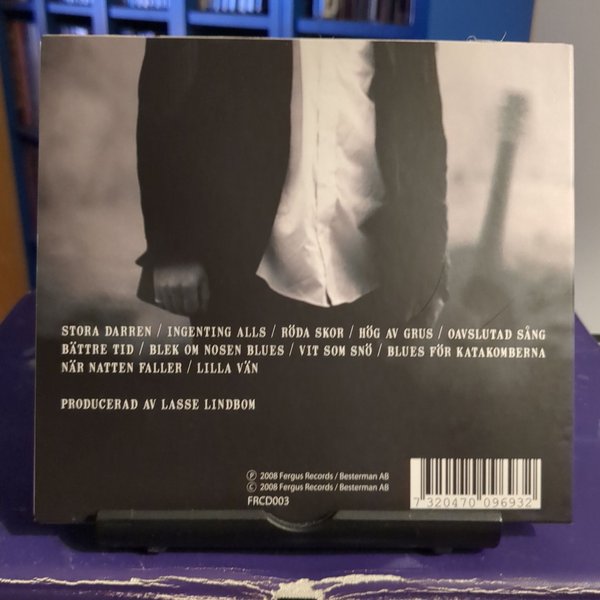 STORA DARREN / INGENTING ALLS / RÖDA SKOR / HÖG AV GRUS / OAVSLUTAD SÅNG
BÄTTRE TID / BLEK OM NOSEN BLUES / VIT SOM SNÖ / BLUES FÖR KATAKOMBERNA
NÄR NATTEN FALLER / LILLA VÄN
PRODUCERAD AV LASSE LINDBOM
Ⓟ 2008 Fergus Records / Besterman AB
© 2008 Fergus Records / Besterman AB
FRCD003
7 320470 096932